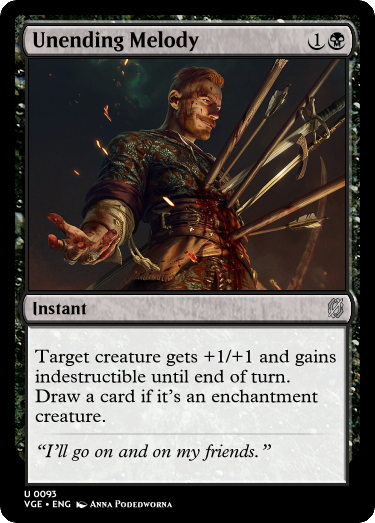 Unending Melody 1
Instant
Target creature gets +1/+1 and gains
indestructible until end of turn.
Draw a card if it's an enchantment
creature.
“I'll go on and on my friends.”
U 0093
VGE • ENG Anna Podedworna